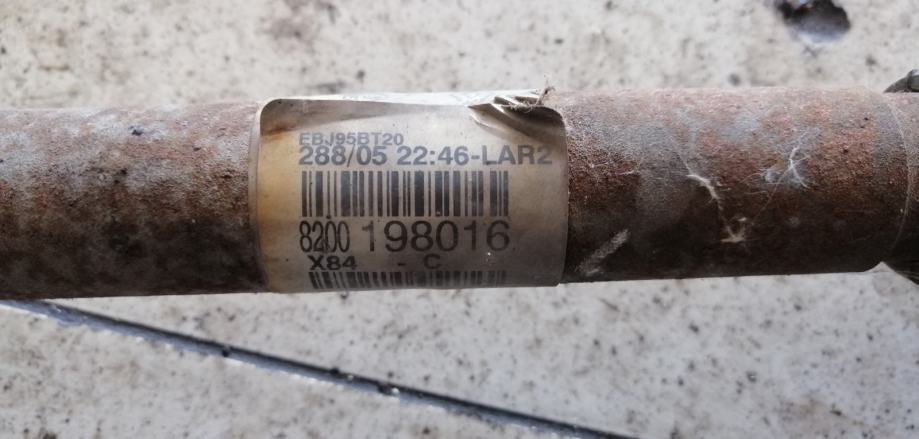 EBJ95BT20
288/05 22:46-LAR2
8200 198016
X84 - C